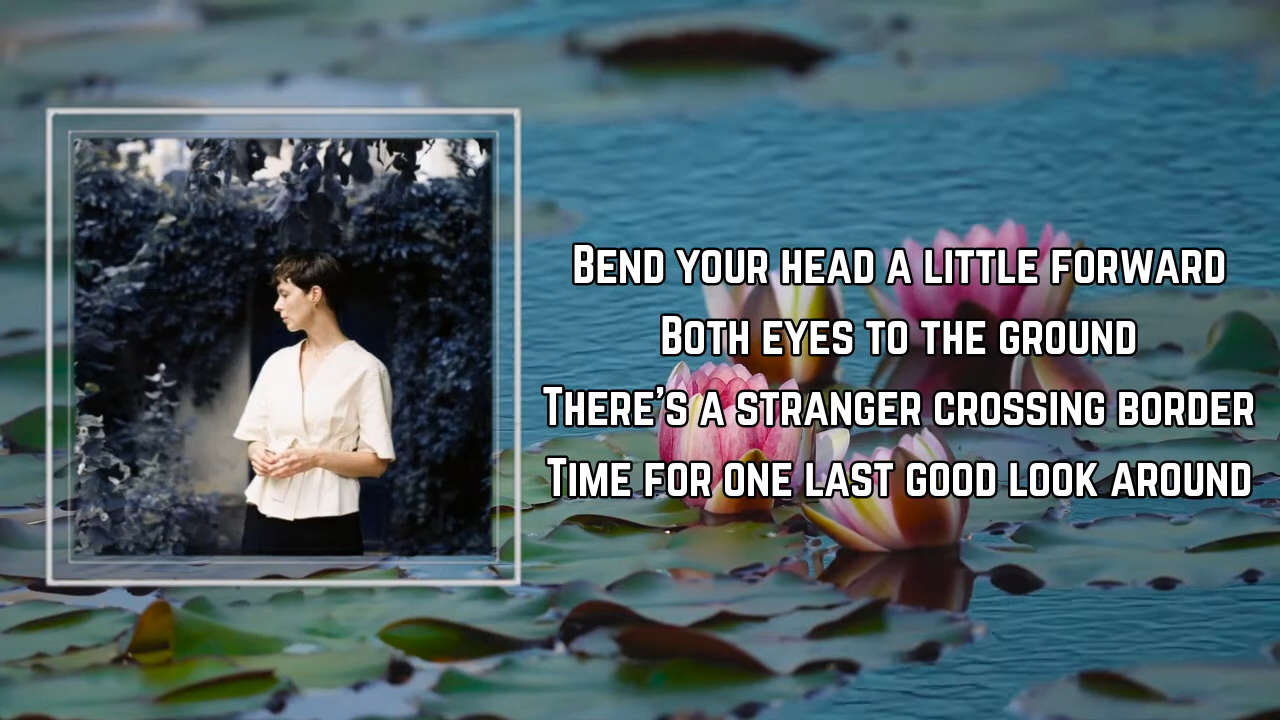 Bend your head a little forward
Both eyes to the ground
There's a stranger crossing border
Time for one last good look around